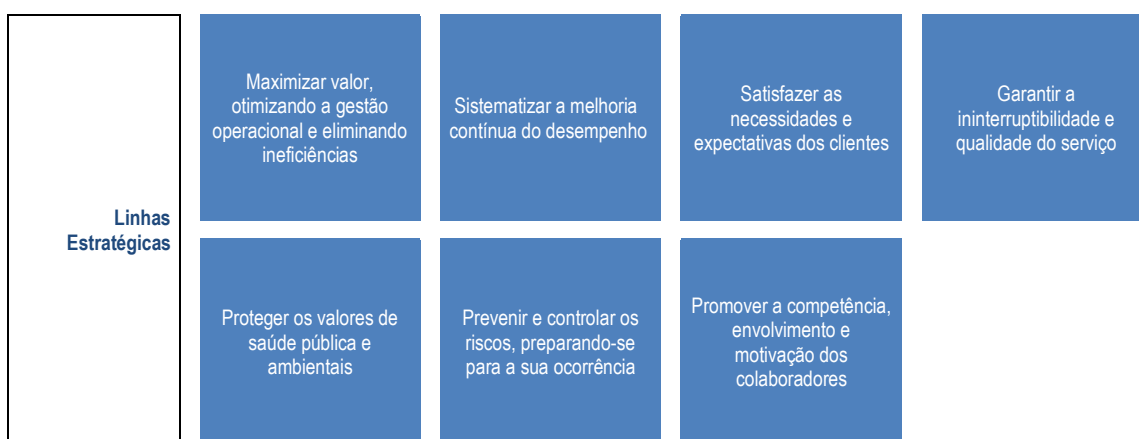 Linhas
Estratégicas
Maximizar valor,
otimizando a gestão
operacional e eliminando
ineficiências
Sistematizar a melhoria
contínua do desempenho
Satisfazer as
necessidades e
expectativas dos clientes
Garantir a
ininterruptibilidade e
qualidade do serviço
Proteger os valores de
saúde pública e
ambientais
Prevenir e controlar os
riscos, preparando-se
para a sua ocorrência
Promover a competência,
envolvimento e
motivação dos
colaboradores